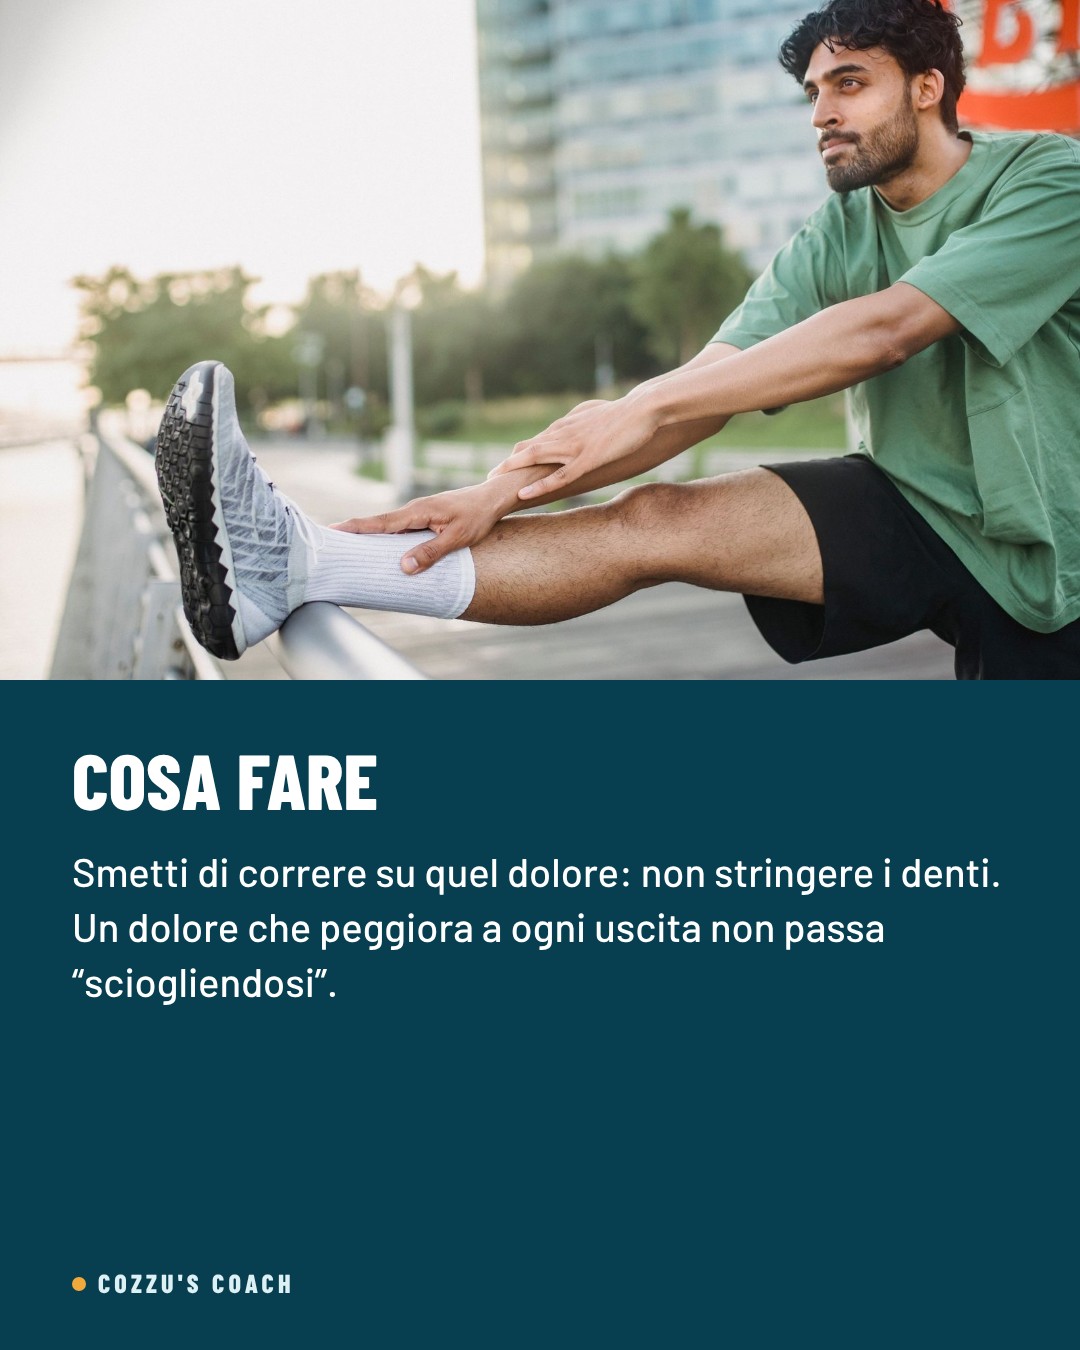 COSA FARE
Smetti di correre su quel dolore: non stringere i denti.
Un dolore che peggiora a ogni uscita non passa
“sciogliendosi”.
COZZU'S COACH